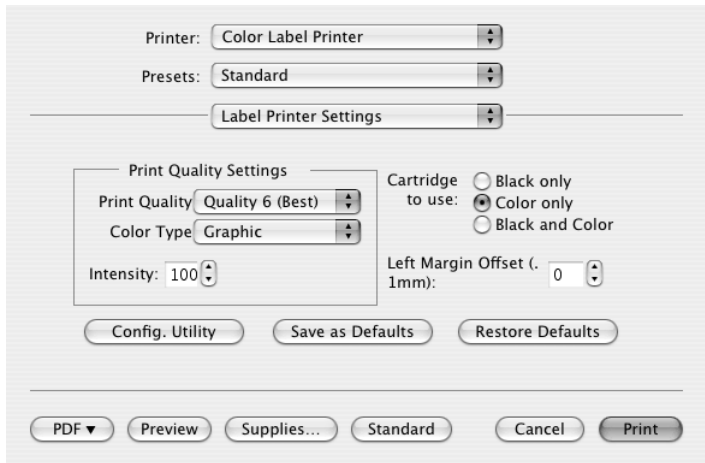 Printer: Color Label Printer
Presets: Standard
Label Printer Settings
Print Quality Settings
Print Quality Quality 6 (Best)
Color Type Graphic
Intensity: 100
Cartridge to use:
Black only
Color only
Black and Color
Left Margin Offset (.
1mm): 0
Config. Utility Save as Defaults Restore Defaults
PDF▼ Preview Supplies... Standard Cancel Print